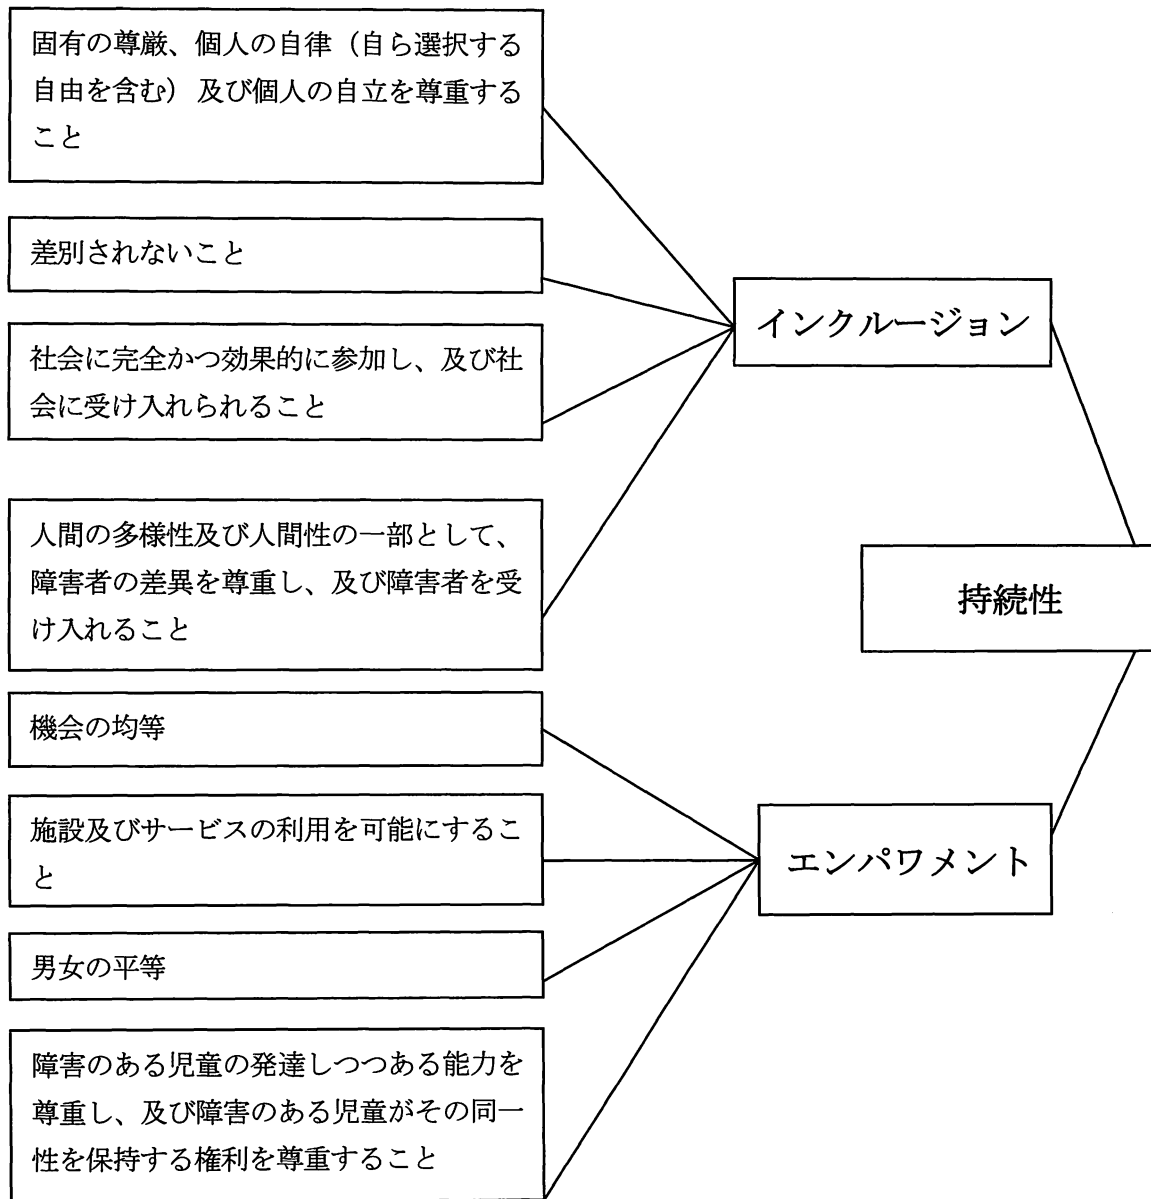 固有の尊厳、個人の自律（自ら選択する
自由を含む）及び個人の自立を尊重する
こと
差別されないこと
社会に完全かつ効果的に参加し、及び社
会に受け入れられること
人間の多様性及び人間性の一部として、
障害者の差異を尊重し、及び障害者を受
け入れること
機会の均等
施設及びサービスの利用を可能にするこ
と
男女の平等
障害のある児童の発達しつつある能力を
尊重し、及び障害のある児童がその同一
性を保持する権利を尊重すること
インクルージョン
エンパワメント
持続性